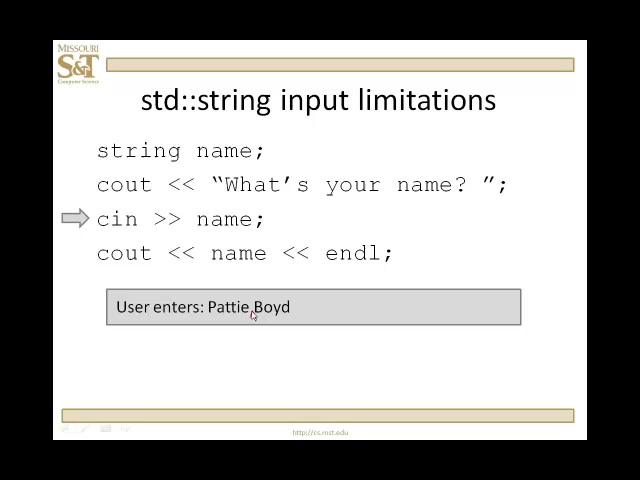 MISSOURI
S&T
Computer Science
std::string input limitations
string name;
cout << “What’s your name? ”;
cin >> name;
cout << name << endl;
User enters: Pattie Boyd
http://cs.mst.edu